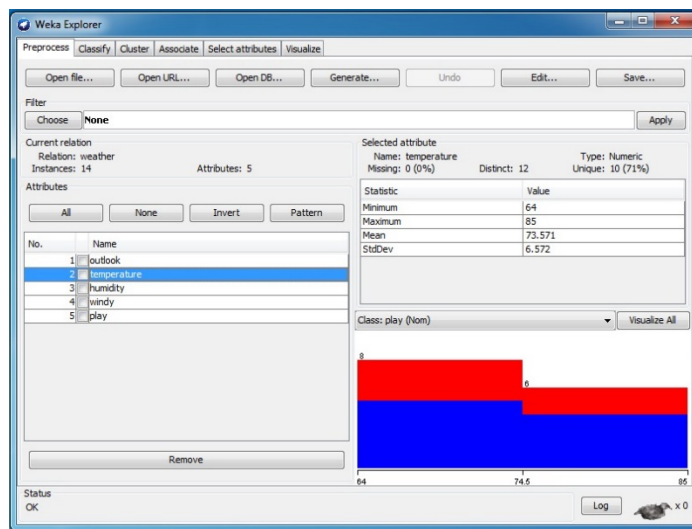 Weka Explorer
Preprocess Classify Cluster Associate Select attributes Visualize
Open file... Open URL... Open DB... Generate... Undo Edit... Save...
Filter
Choose None Apply
Current relation
Relation: weather
Instances: 14 Attributes: 5
Attributes
All None Invert Pattern
No. Name
1 outlook
2 temperature
3 humidity
4 windy
5 play
Remove
Selected attribute
Name: temperature Type: Numeric
Missing: 0 (0%) Distinct: 12 Unique: 10 (71%)
Statistic Value
Minimum 64
Maximum 85
Mean 73.571
StdDev 6.572
Class: play (Nom) Visualize All
8
6
64 74.5 85
Status
OK
Log x 0